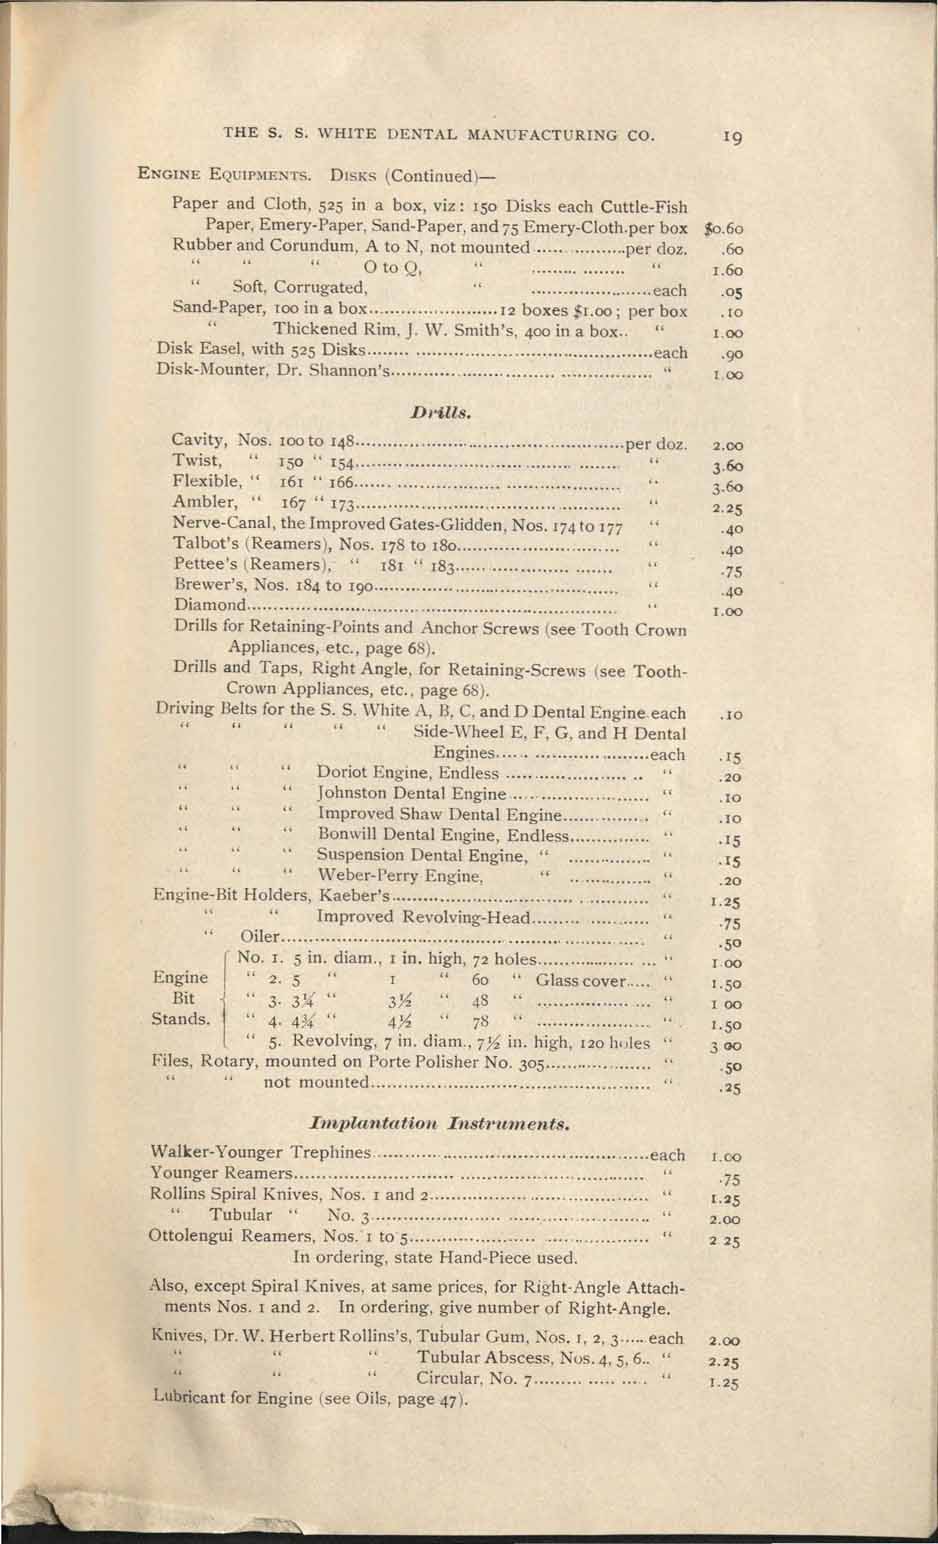 THE S. S. WHITE DENTAL MANUFACTURING CO. 19
ENGINE EQUIPMENTS. DISKS (Continued)—
Paper and Cloth, 525 in a box, viz: 150 Disks each Cuttle-Fish
Paper, Emery-Paper, Sand-Paper, and 75 Emery-Cloth.per box $0.60
Rubber and Corundum, A to N, not mounted ................per doz. .60
" " " O to Q, " ................. " 1.60
" Soft, Corrugated, " .......................each .05
Sand-Paper, 100 in a box........................12 boxes $1.00; per box .10
" Thickened Rim, J. W. Smith's, 400 in a box.. " 1.00
Disk Easel, with 525 Disks....................................................each .90
Disk-Mounter, Dr. Shannon's................................................ " 1.00
Drills.
Cavity, Nos. 100 to 148..................................................per doz. 2.00
Twist, " 150 " 154.................................................. " 3.60
Flexible, " 161 " 166.................................................. " 3.60
Ambler, " 167 " 173.................................................. " 2.25
Nerve-Canal, the Improved Gates-Glidden, Nos. 174 to 177 " .40
Talbot's (Reamers), Nos. 178 to 180............................... " .40
Pettee's (Reamers), " 181 " 183............................... " .75
Brewer's, Nos. 184 to 190............................................... " .40
Diamond...................................................................... " 1.00
Drills for Retaining-Points and Anchor Screws (see Tooth Crown
Appliances, etc., page 68).
Drills and Taps, Right Angle, for Retaining-Screws (see Tooth-
Crown Appliances, etc., page 68).
Driving Belts for the S. S. White A, B, C, and D Dental Engine.each .10
" " " " " Side-Wheel E, F, G, and H Dental
Engines............................each .15
" " " Doriot Engine, Endless .......................... " .20
" " " Johnston Dental Engine.......................... " .10
" " " Improved Shaw Dental Engine................ " .10
" " " Bonwill Dental Engine, Endless............... " .15
" " " Suspension Dental Engine, " ................ " .15
" " " Weber-Perry Engine, " ................ " .20
Engine-Bit Holders, Kaeber's................................................ " 1.25
" " Improved Revolving-Head...................... " .75
" Oiler................................................................... " .50
No. 1. 5 in. diam., 1 in. high, 72 holes...................... " 1.00
Engine " 2. 5 " 1 " 60 " Glass cover..... " 1.50
Bit " 3. 3¼ " 3½ " 48 " ...................... " 1 00
Stands. " 4. 4¾ " 4½ " 78 " ...................... " 1.50
" 5. Revolving, 7 in. diam., 7½ in. high, 120 holes " 3 00
Files, Rotary, mounted on Porte Polisher No. 305.................... " .50
" " not mounted.................................................... " .25
Implantation Instruments.
Walker-Younger Trephines..................................................each 1.00
Younger Reamers................................................................ " .75
Rollins Spiral Knives, Nos. 1 and 2........................................ " 1.25
" Tubular " No. 3.................................................. " 2.00
Ottolengui Reamers, Nos. 1 to 5............................................ " 2 25
In ordering, state Hand-Piece used.
Also, except Spiral Knives, at same prices, for Right-Angle Attach-
ments Nos. 1 and 2. In ordering, give number of Right-Angle.
Knives, Dr. W. Herbert Rollins's, Tubular Gum, Nos. 1, 2, 3..... each 2.00
" " " Tubular Abscess, Nos. 4, 5, 6.. " 2.25
" " " Circular, No. 7.................... " 1.25
Lubricant for Engine (see Oils, page 47).